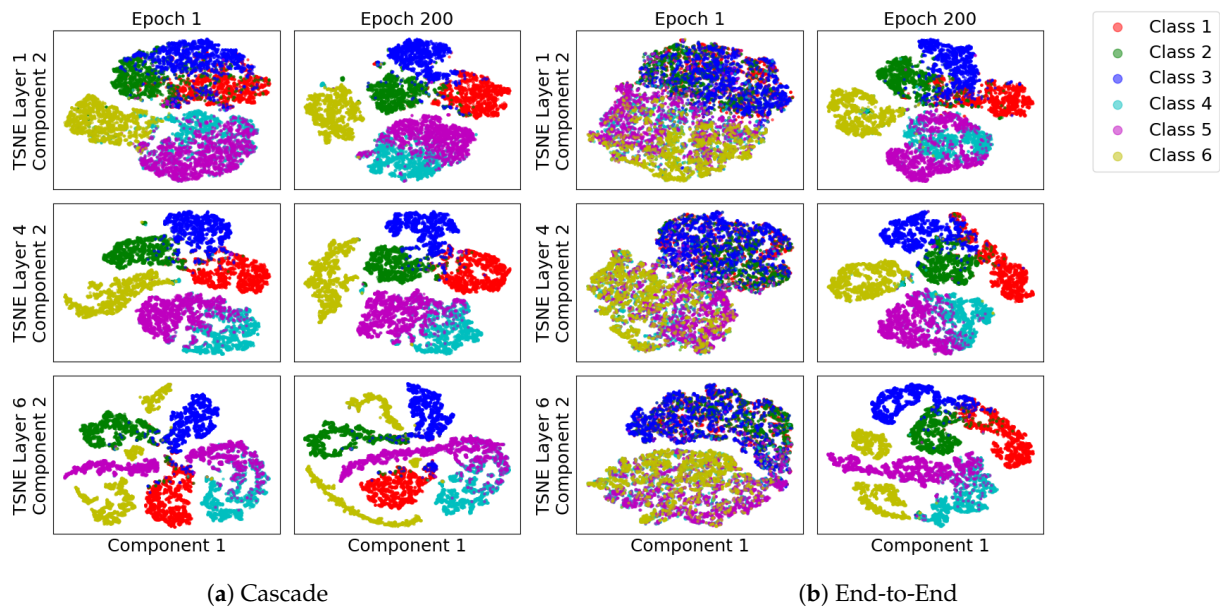 Epoch 1
Epoch 200
Epoch 1
Epoch 200
TSNE Layer 1
Component 2
TSNE Layer 1
Component 2
TSNE Layer 4
Component 2
TSNE Layer 4
Component 2
TSNE Layer 6
Component 2
TSNE Layer 6
Component 2
Component 1
Component 1
Component 1
Component 1
Class 1
Class 2
Class 3
Class 4
Class 5
Class 6
(a) Cascade
(b) End-to-End